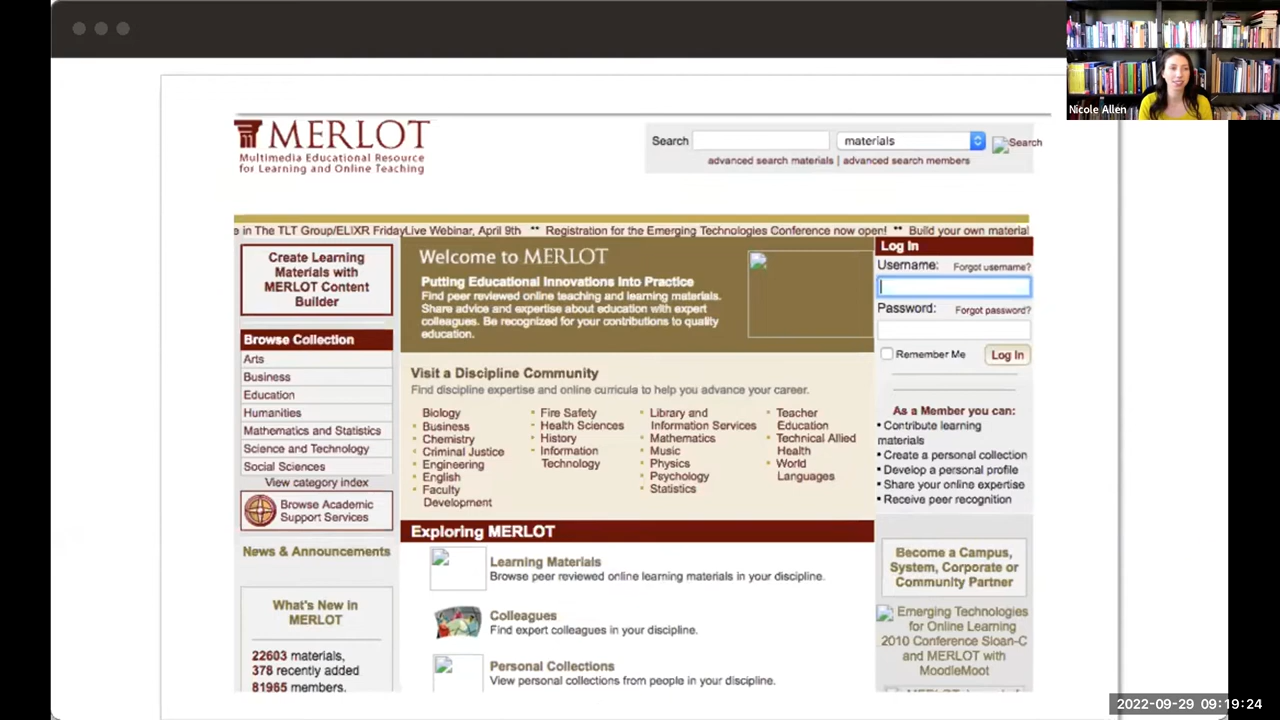 Nicole Allen
MERLOT
Multimedia Educational Resource
for Learning and Online Teaching
Search
materials
Search
advanced search materials | advanced search members
e in The TLT Group/ELIXR FridayLive Webinar, April 9th ** Registration for the Emerging Technologies Conference now open! ** Build your own material
Create Learning
Materials with
MERLOT Content
Builder
Browse Collection
Arts
Business
Education
Humanities
Mathematics and Statistics
Science and Technology
Social Sciences
View category index
Browse Academic
Support Services
News & Announcements
What's New in
MERLOT
22603 materials,
378 recently added
81965 members,
Welcome to MERLOT
Putting Educational Innovations Into Practice
Find peer reviewed online teaching and learning materials.
Share advice and expertise about education with expert
colleagues. Be recognized for your contributions to quality
education.
Visit a Discipline Community
Find discipline expertise and online curricula to help you advance your career.
Biology
Business
Chemistry
Criminal Justice
Engineering
English
Faculty
Development
Fire Safety
Health Sciences
History
Information
Technology
Library and
Information Services
Mathematics
Music
Physics
Psychology
Statistics
Teacher
Education
Technical Allied
Health
World
Languages
Exploring MERLOT
Learning Materials
Browse peer reviewed online learning materials in your discipline.
Colleagues
Find expert colleagues in your discipline.
Personal Collections
View personal collections from people in your discipline.
Log In
Username: Forgot username?
Password: Forgot password?
Remember Me
Log In
As a Member you can:
• Contribute learning
materials
• Create a personal collection
• Develop a personal profile
• Share your online expertise
• Receive peer recognition
Become a Campus,
System, Corporate or
Community Partner
Emerging Technologies
for Online Learning
2010 Conference Sloan-C
and MERLOT with
MoodleMoot
2022-09-29 09:19:24